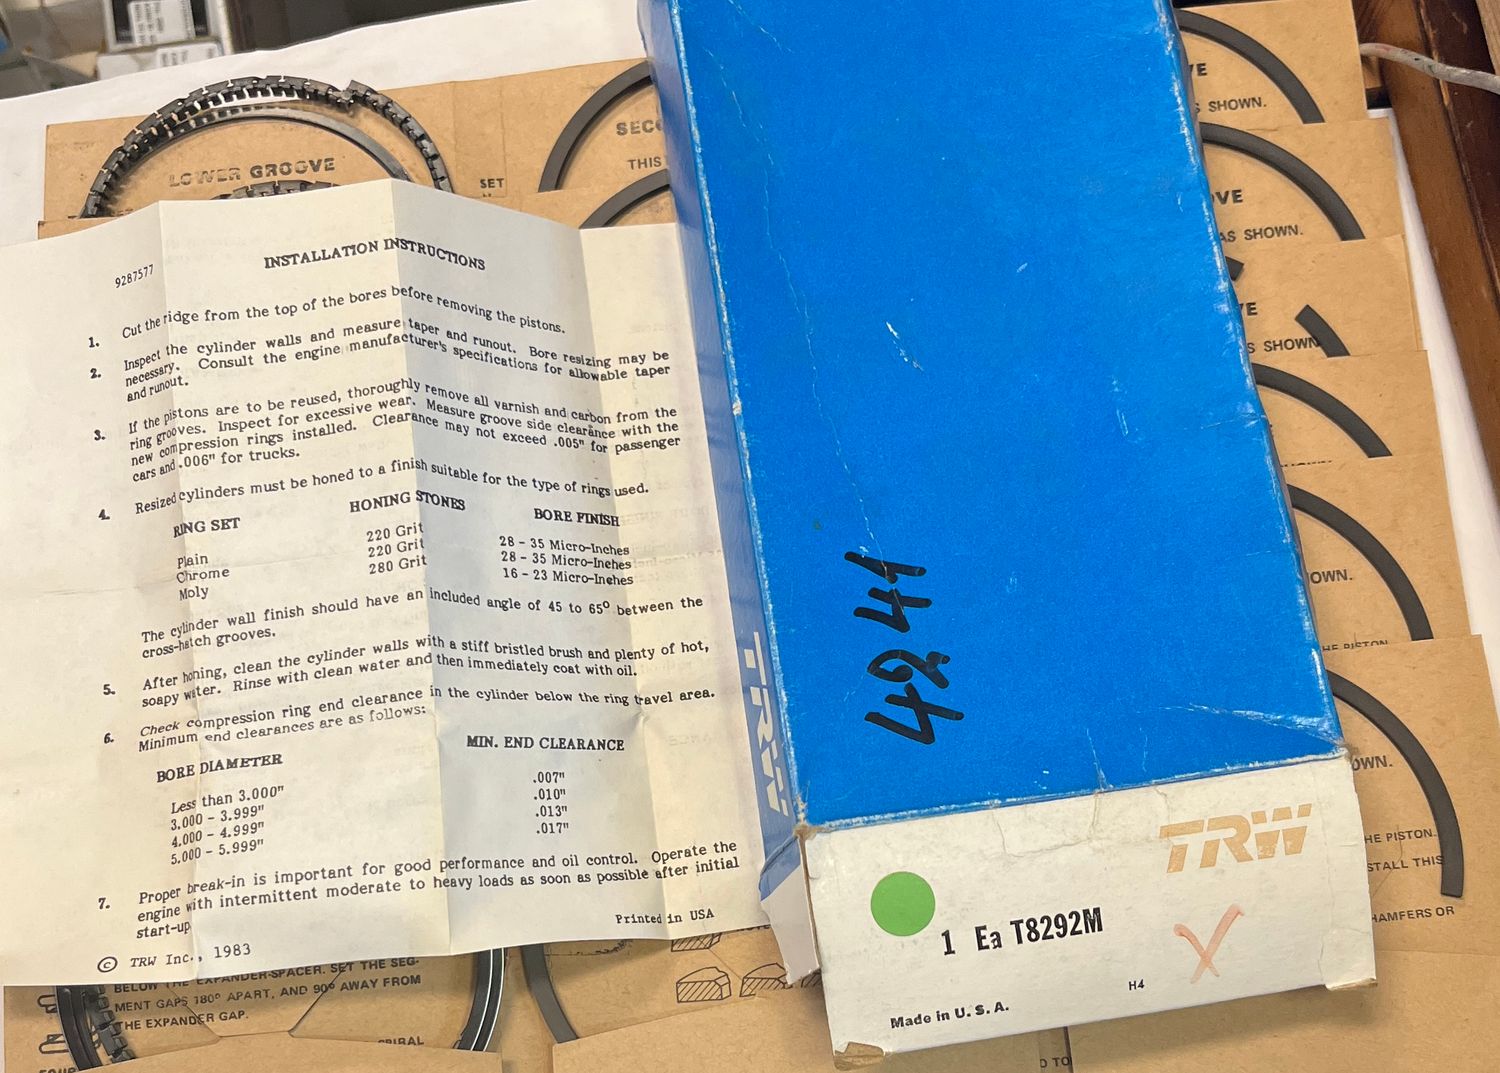 LOWER GROOVE
SET
SECO
THIS
VE
S SHOWN.
OVE
AS SHOWN.
VE
S SHOWN
OWN.
HE PISTON
OWN.
HE PISTON.
STALL THIS
HAMFERS OR
9287577
INSTALLATION INSTRUCTIONS
1. Cut the ridge from the top of the bores before removing the pistons.
2. Inspect the cylinder walls and measure taper and runout. Bore resizing may be
necessary. Consult the engine manufacturer's specifications for allowable taper
and runout.
3. If the pistons are to be reused, thoroughly remove all varnish and carbon from the
ring grooves. Inspect for excessive wear. Measure groove side clearance with the
new compression rings installed. Clearance may not exceed .005" for passenger
cars and .006" for trucks.
4. Resized cylinders must be honed to a finish suitable for the type of rings used.
RING SET HONING STONES BORE FINISH
Plain 220 Grit 28 - 35 Micro-Inches
Chrome 220 Grit 28 - 35 Micro-Inches
Moly 280 Grit 16 - 23 Micro-Inches
The cylinder wall finish should have an included angle of 45 to 65° between the
cross-hatch grooves.
5. After honing, clean the cylinder walls with a stiff bristled brush and plenty of hot,
soapy water. Rinse with clean water and then immediately coat with oil.
6. Check compression ring end clearance in the cylinder below the ring travel area.
Minimum end clearances are as follows:
BORE DIAMETER MIN. END CLEARANCE
Less than 3.000" .007"
3.000 - 3.999" .010"
4.000 - 4.999" .013"
5.000 - 5.999" .017"
7. Proper break-in is important for good performance and oil control. Operate the
engine with intermittent moderate to heavy loads as soon as possible after initial
start-up
Printed in USA
© TRW Inc., 1983
BELOW THE EXPANDER-SPACER. SET THE SEG-
MENT GAPS 180° APART, AND 90° AWAY FROM
THE EXPANDER GAP.
PIRAL
4244
TRW
TRW
1 Ea T8292M
H4
Made in U.S.A.
D TO